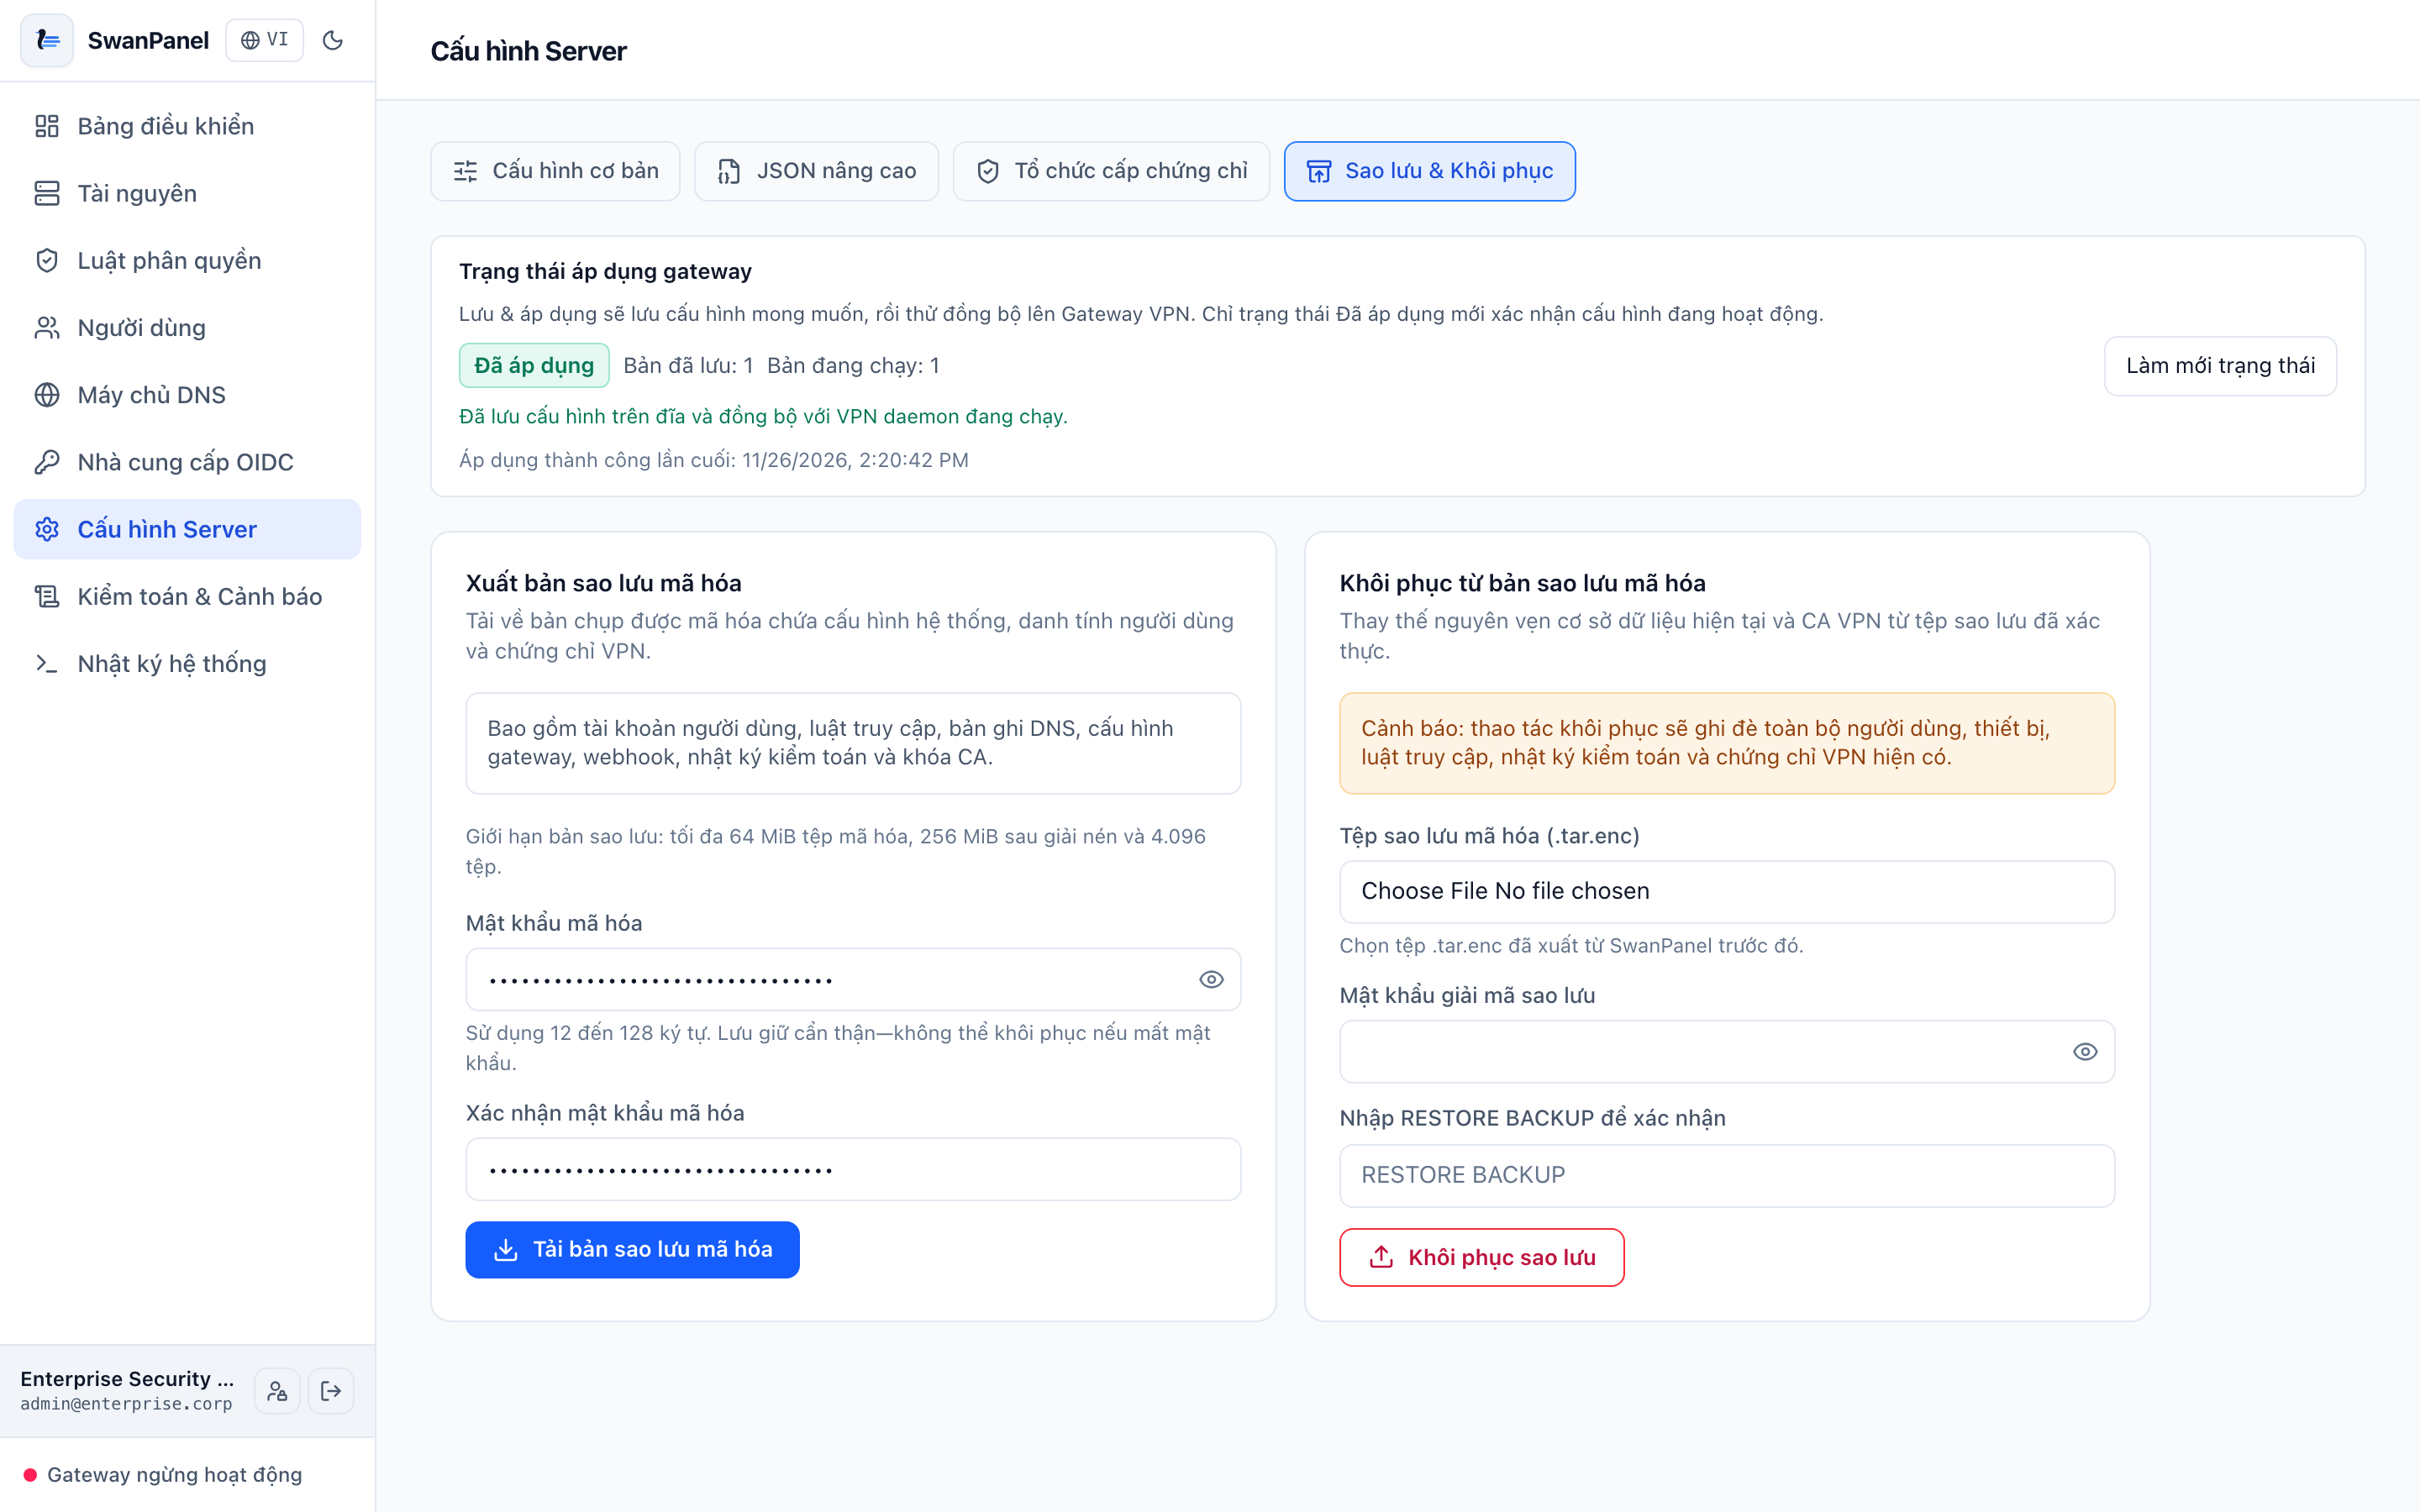 SwanPanel
VI
Bảng điều khiển
Tài nguyên
Luật phân quyền
Người dùng
Máy chủ DNS
Nhà cung cấp OIDC
Cấu hình Server
Kiểm toán & Cảnh báo
Nhật ký hệ thống
Enterprise Security ...
admin@enterprise.corp
Gateway ngừng hoạt động
Cấu hình Server
Cấu hình cơ bản
JSON nâng cao
Tổ chức cấp chứng chỉ
Sao lưu & Khôi phục
Trạng thái áp dụng gateway
Lưu & áp dụng sẽ lưu cấu hình mong muốn, rồi thử đồng bộ lên Gateway VPN. Chỉ trạng thái Đã áp dụng mới xác nhận cấu hình đang hoạt động.
Đã áp dụng Bản đã lưu: 1 Bản đang chạy: 1
Làm mới trạng thái
Đã lưu cấu hình trên đĩa và đồng bộ với VPN daemon đang chạy.
Áp dụng thành công lần cuối: 11/26/2026, 2:20:42 PM
Xuất bản sao lưu mã hóa
Tải về bản chụp được mã hóa chứa cấu hình hệ thống, danh tính người dùng
và chứng chỉ VPN.
Bao gồm tài khoản người dùng, luật truy cập, bản ghi DNS, cấu hình
gateway, webhook, nhật ký kiểm toán và khóa CA.
Giới hạn bản sao lưu: tối đa 64 MiB tệp mã hóa, 256 MiB sau giải nén và 4.096
tệp.
Mật khẩu mã hóa
Sử dụng 12 đến 128 ký tự. Lưu giữ cẩn thận—không thể khôi phục nếu mất mật
khẩu.
Xác nhận mật khẩu mã hóa
Tải bản sao lưu mã hóa
Khôi phục từ bản sao lưu mã hóa
Thay thế nguyên vẹn cơ sở dữ liệu hiện tại và CA VPN từ tệp sao lưu đã xác
thực.
Cảnh báo: thao tác khôi phục sẽ ghi đè toàn bộ người dùng, thiết bị,
luật truy cập, nhật ký kiểm toán và chứng chỉ VPN hiện có.
Tệp sao lưu mã hóa (.tar.enc)
Choose File No file chosen
Chọn tệp .tar.enc đã xuất từ SwanPanel trước đó.
Mật khẩu giải mã sao lưu
Nhập RESTORE BACKUP để xác nhận
RESTORE BACKUP
Khôi phục sao lưu